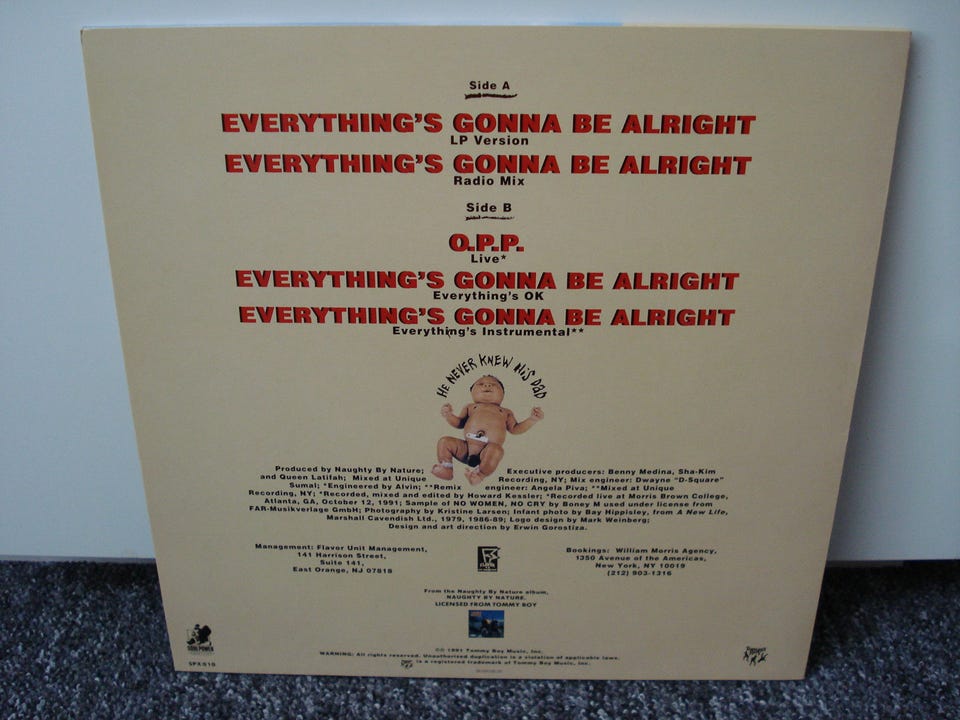 Side A
EVERYTHING'S GONNA BE ALRIGHT
LP Version
EVERYTHING'S GONNA BE ALRIGHT
Radio Mix
Side B
O.P.P.
Live*
EVERYTHING'S GONNA BE ALRIGHT
Everything's OK
EVERYTHING'S GONNA BE ALRIGHT
Everything's Instrumental**
HE NEVER KNEW HIS DAD
Produced by Naughty By Nature; Executive producers: Benny Medina, Sha-Kim
and Queen Latifah; Mixed at Unique Recording, NY; Mix engineer: Dwayne "D-Square"
Sumal; *Engineered by Alvin; **Remix engineer: Angela Piva; **Mixed at Unique
Recording, NY; *Recorded, mixed and edited by Howard Kessler; *Recorded live at Morris Brown College,
Atlanta, GA, October 12, 1991; Sample of NO WOMEN, NO CRY by Boney M used under license from
FAR-Musikverlage GmbH; Photography by Kristine Larsen; Infant photo by Bay Hippisley, from A New Life,
Marshall Cavendish Ltd., 1979, 1986-89; Logo design by Mark Weinberg;
Design and art direction by Erwin Gorostiza.
Management: Flavor Unit Management,
141 Harrison Street,
Suite 141,
East Orange, NJ 07818
Bookings: William Morris Agency,
1350 Avenue of the Americas,
New York, NY 10019
(212) 903-1316
From the Naughty By Nature album,
NAUGHTY BY NATURE.
LICENSED FROM TOMMY BOY
SOUL POWER
SPX 010
1991 Tommy Boy Music, Inc.
WARNING: All rights reserved. Unauthorized duplication is a violation of applicable laws.
is a registered trademark of Tommy Boy Music, Inc.